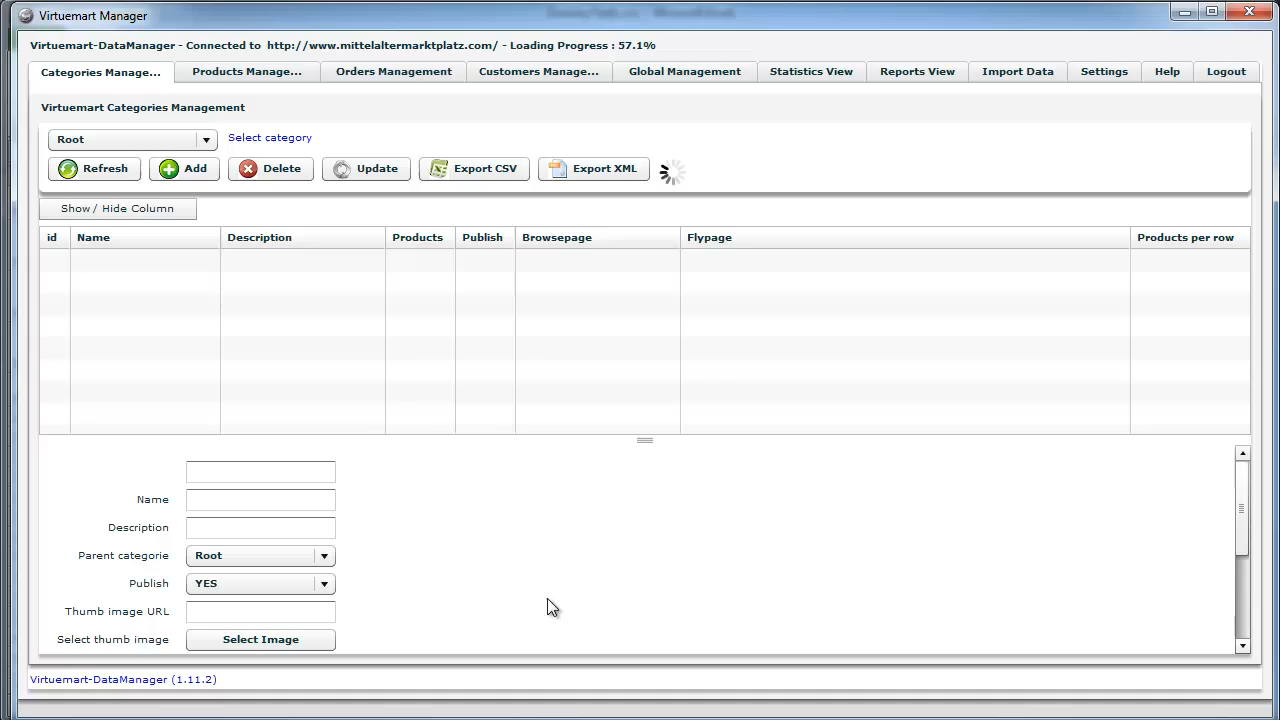 Virtuemart Manager
Virtuemart-DataManager - Connected to http://www.mittelaltermarktplatz.com/ - Loading Progress : 57.1%
Categories Manage... Products Manage... Orders Management Customers Manage... Global Management Statistics View Reports View Import Data Settings Help Logout
Virtuemart Categories Management
Root Select category
Refresh Add Delete Update Export CSV Export XML
Show / Hide Column
id Name Description Products Publish Browsepage Flypage Products per row
Name
Description
Parent categorie Root
Publish YES
Thumb image URL
Select thumb image Select Image
Virtuemart-DataManager (1.11.2)